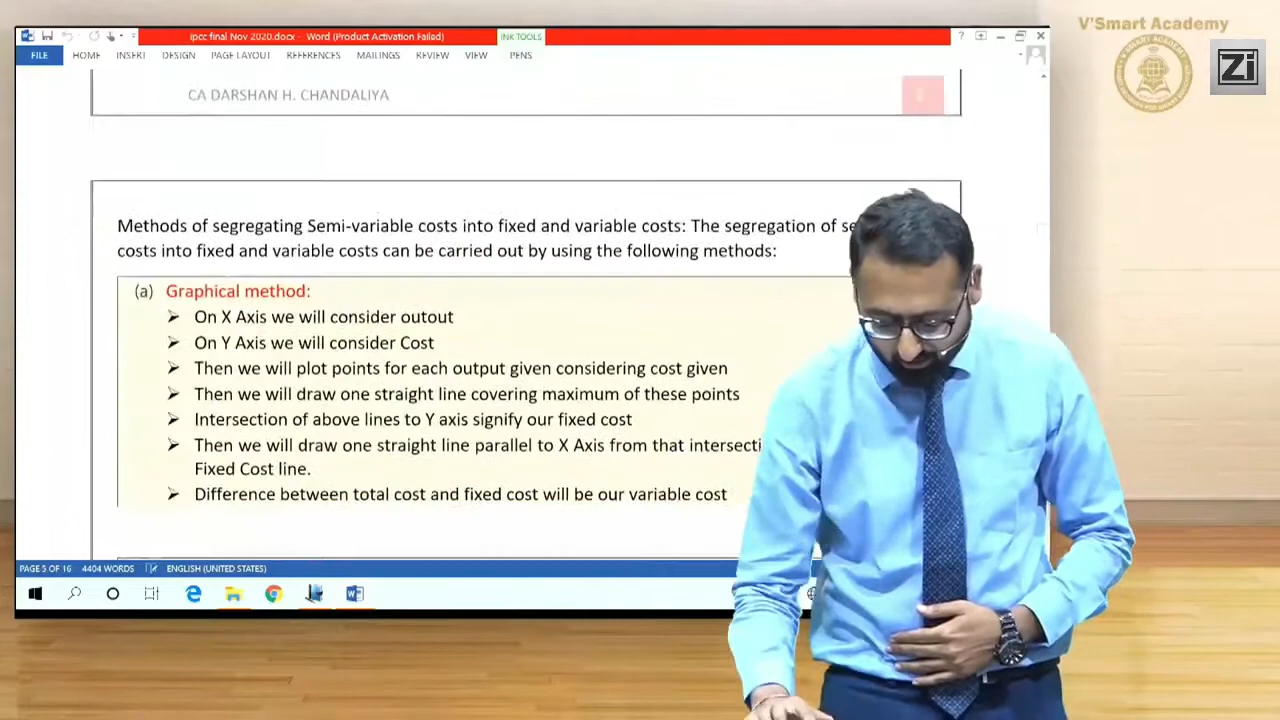 V'Smart Academy
Zi
ipcc final Nov 2020.docx - Word (Product Activation Failed)
INK TOOLS
FILE HOME INSERT DESIGN PAGE LAYOUT REFERENCES MAILINGS REVIEW VIEW PENS
CA DARSHAN H. CHANDALIYA
Methods of segregating Semi-variable costs into fixed and variable costs: The segregation of
costs into fixed and variable costs can be carried out by using the following methods:
(a) Graphical method:
➤ On X Axis we will consider outout
➤ On Y Axis we will consider Cost
➤ Then we will plot points for each output given considering cost given
➤ Then we will draw one straight line covering maximum of these points
➤ Intersection of above lines to Y axis signify our fixed cost
➤ Then we will draw one straight line parallel to X Axis from that
Fixed Cost line.
➤ Difference between total cost and fixed cost will be our variable cost
PAGE 5 OF 16 4404 WORDS ENGLISH (UNITED STATES)